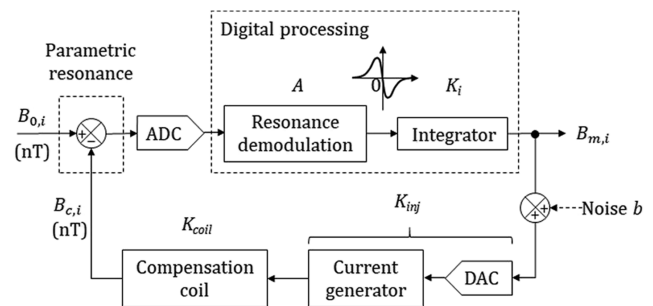 Digital processing
Parametric
resonance
A
0
K_i
B_{0,i}
(nT)
+
−
ADC
Resonance
demodulation
Integrator
B_{m,i}
B_{c,i}
(nT)
K_{coil}
K_{inj}
+
+
Noise b
Compensation
coil
Current
generator
DAC